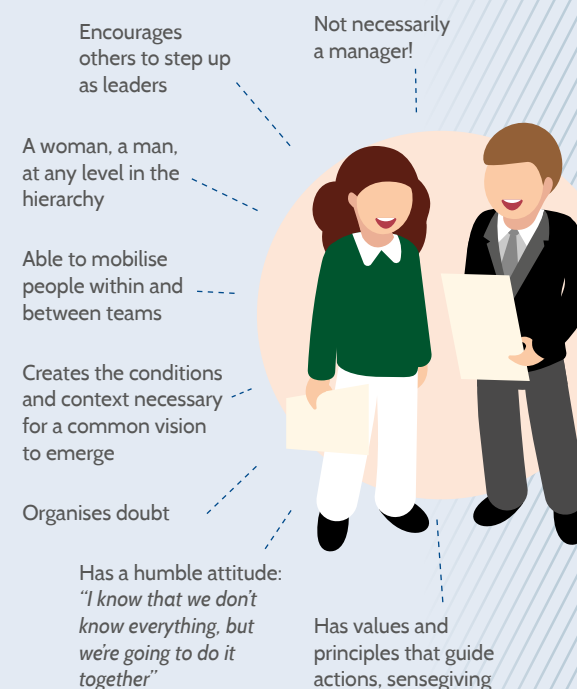 Encourages
others to step up
as leaders
Not necessarily
a manager!
A woman, a man,
at any level in the
hierarchy
Able to mobilise
people within and
between teams
Creates the conditions
and context necessary
for a common vision
to emerge
Organises doubt
Has a humble attitude:
“I know that we don’t
know everything, but
we’re going to do it
together”
Has values and
principles that guide
actions, sensegiving